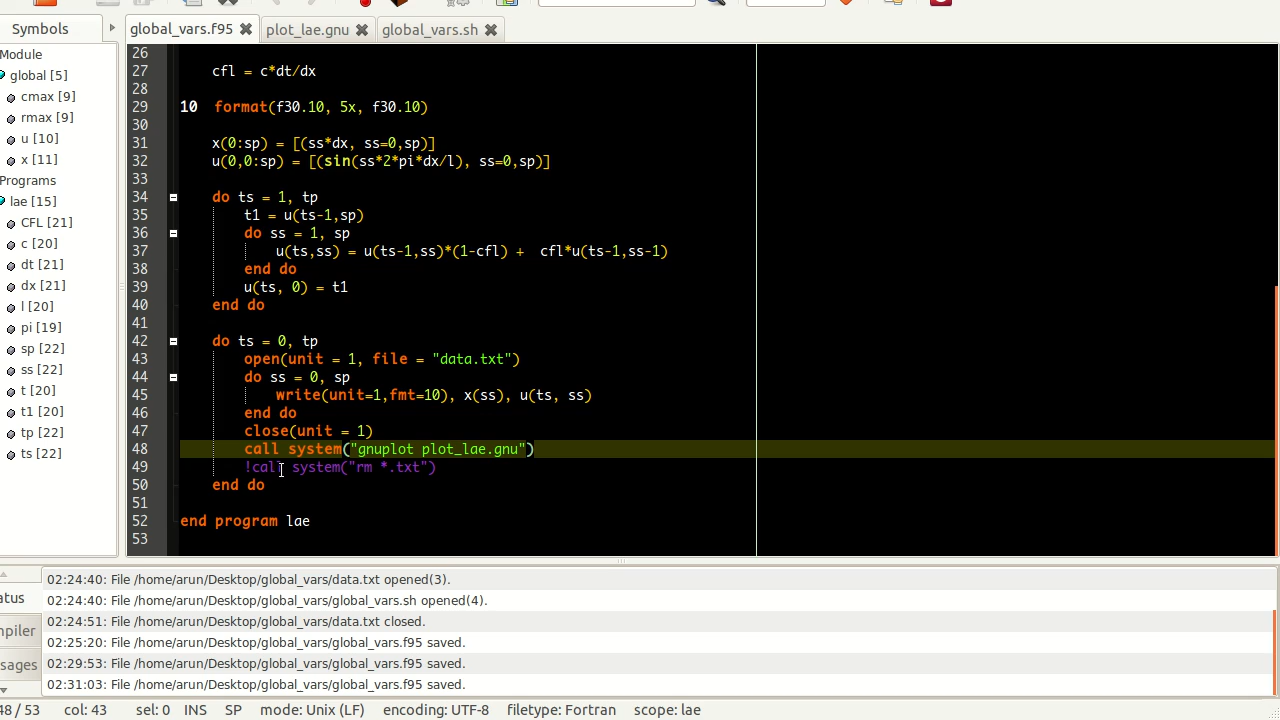 Symbols
global_vars.f95
plot_lae.gnu
global_vars.sh
Module
global [5]
cmax [9]
rmax [9]
u [10]
x [11]
Programs
lae [15]
CFL [21]
c [20]
dt [21]
dx [21]
l [20]
pi [19]
sp [22]
ss [22]
t [20]
t1 [20]
tp [22]
ts [22]
26
27 cfl = c*dt/dx
28
29 10 format(f30.10, 5x, f30.10)
30
31 x(0:sp) = [(ss*dx, ss=0,sp)]
32 u(0,0:sp) = [(sin(ss*2*pi*dx/l), ss=0,sp)]
33
34 do ts = 1, tp
35 t1 = u(ts-1,sp)
36 do ss = 1, sp
37 u(ts,ss) = u(ts-1,ss)*(1-cfl) +  cfl*u(ts-1,ss-1)
38 end do
39 u(ts, 0) = t1
40 end do
41
42 do ts = 0, tp
43 open(unit = 1, file = "data.txt")
44 do ss = 0, sp
45 write(unit=1,fmt=10), x(ss), u(ts, ss)
46 end do
47 close(unit = 1)
48 call system("gnuplot plot_lae.gnu")
49 !call system("rm *.txt")
50 end do
51
52 end program lae
53
atus
mpiler
sages
02:24:40: File /home/arun/Desktop/global_vars/data.txt opened(3).
02:24:40: File /home/arun/Desktop/global_vars/global_vars.sh opened(4).
02:24:51: File /home/arun/Desktop/global_vars/data.txt closed.
02:25:20: File /home/arun/Desktop/global_vars/global_vars.f95 saved.
02:29:53: File /home/arun/Desktop/global_vars/global_vars.f95 saved.
02:31:03: File /home/arun/Desktop/global_vars/global_vars.f95 saved.
48 / 53 col: 43 sel: 0 INS SP mode: Unix (LF) encoding: UTF-8 filetype: Fortran scope: lae